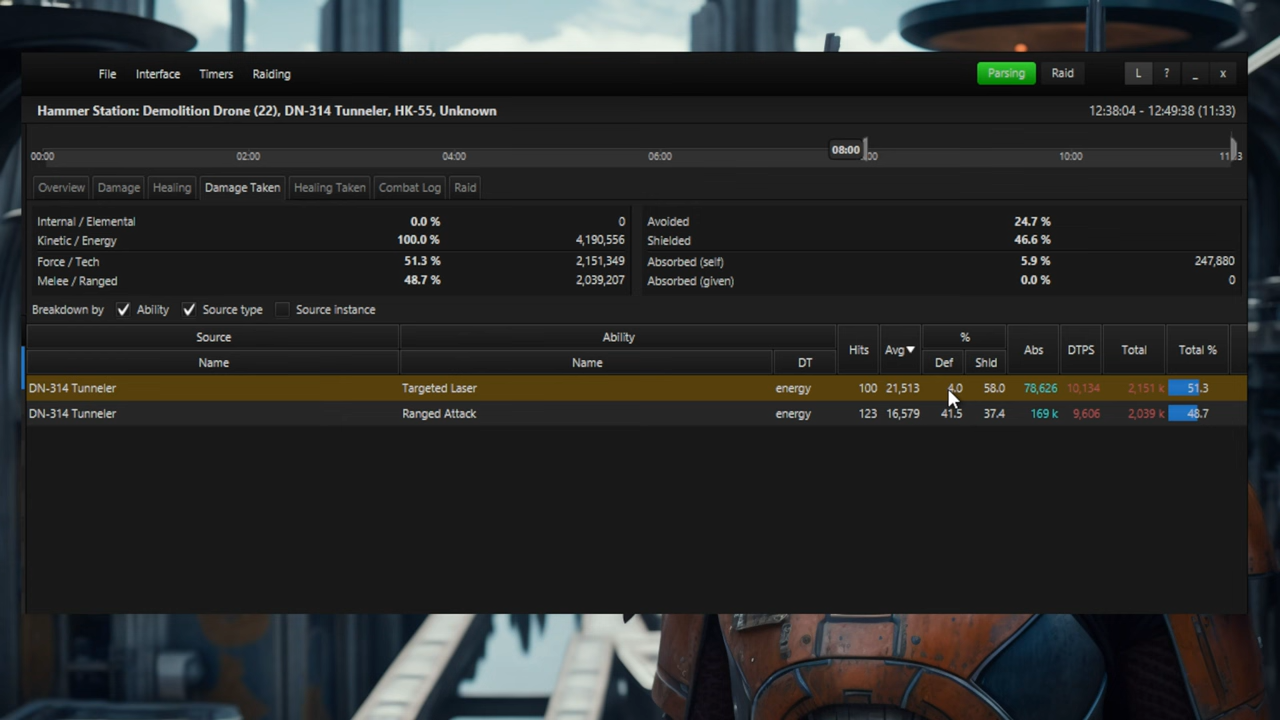 File Interface Timers Raiding Parsing Raid L ? _ x
Hammer Station: Demolition Drone (22), DN-314 Tunneler, HK-55, Unknown 12:38:04 - 12:49:38 (11:33)
00:00 02:00 04:00 06:00 08:00 :00 10:00 11: 3
Overview Damage Healing Damage Taken Healing Taken Combat Log Raid
Internal / Elemental 0.0 % 0 Avoided 24.7 %
Kinetic / Energy 100.0 % 4,190,556 Shielded 46.6 %
Force / Tech 51.3 % 2,151,349 Absorbed (self) 5.9 % 247,880
Melee / Ranged 48.7 % 2,039,207 Absorbed (given) 0.0 % 0
Breakdown by Ability Source type Source instance
Source Ability Hits Avg % Abs DTPS Total Total %
Name Name DT Def Shld
DN-314 Tunneler Targeted Laser energy 100 21,513 4.0 58.0 78,626 10,134 2,151 k 51.3
DN-314 Tunneler Ranged Attack energy 123 16,579 41.5 37.4 169 k 9,606 2,039 k 48.7